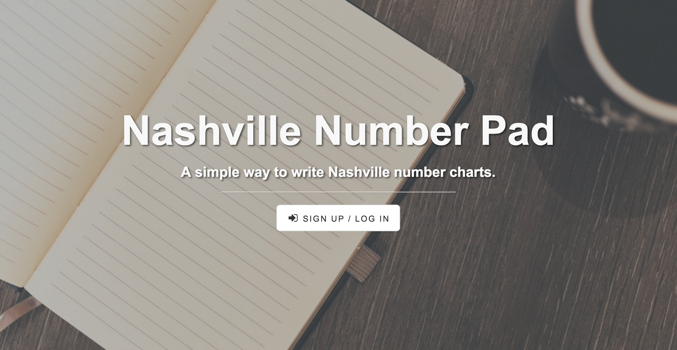 Nashville Number Pad
A simple way to write Nashville number charts.
SIGN UP / LOG IN